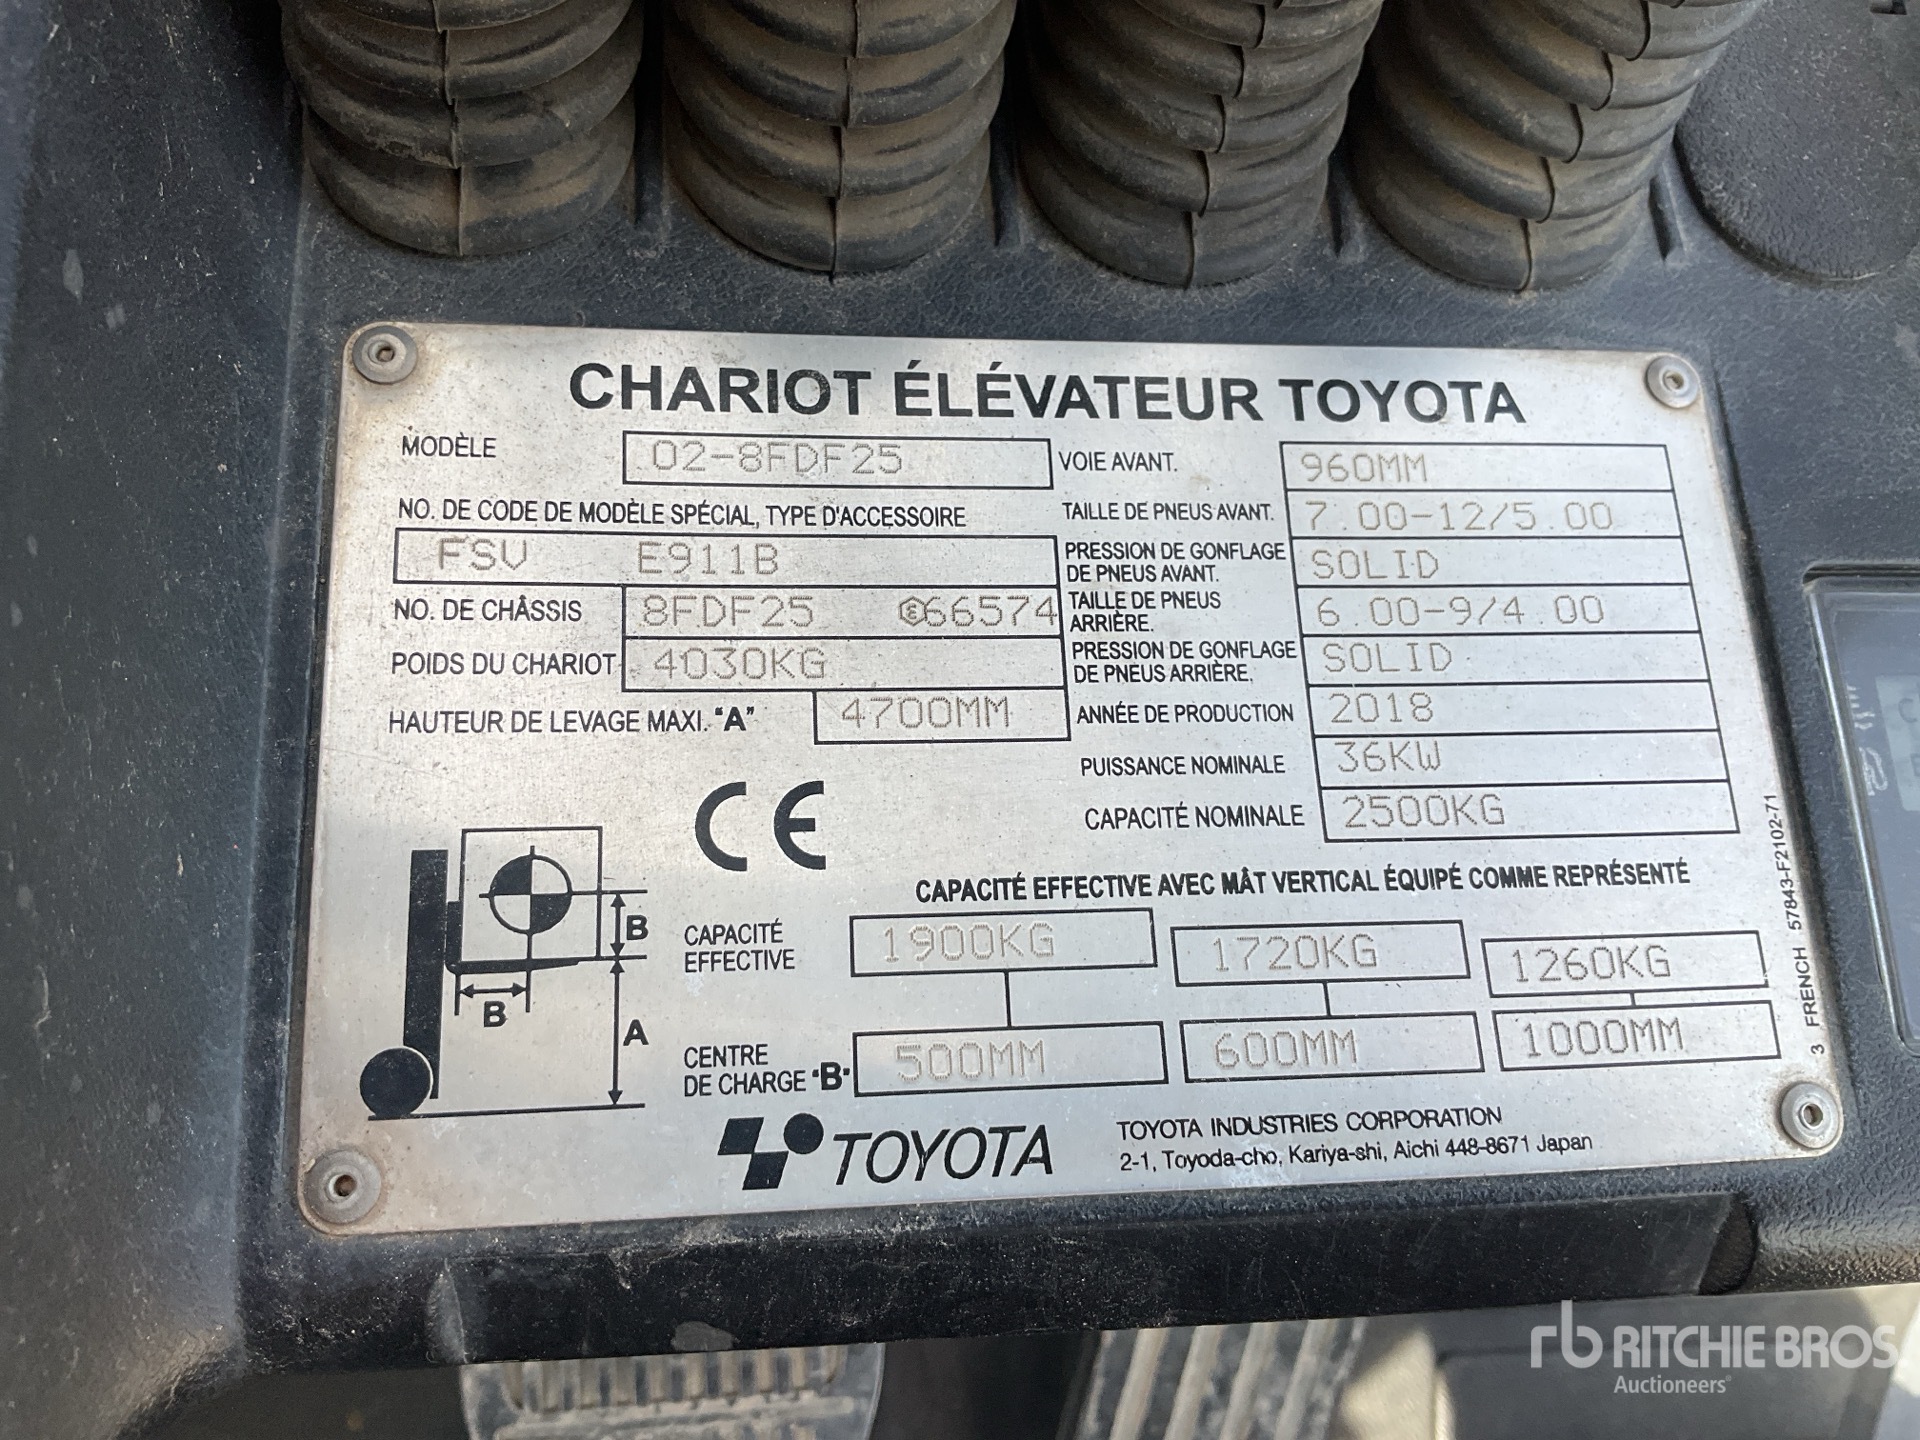 CHARIOT ÉLÉVATEUR TOYOTA
MODÈLE 02-8FDF25
NO. DE CODE DE MODÈLE SPÉCIAL, TYPE D'ACCESSOIRE
FSV E911B
NO. DE CHÂSSIS 8FDF25 E66574
POIDS DU CHARIOT 4030KG
HAUTEUR DE LEVAGE MAXI. "A" 4700MM
VOIE AVANT. 960MM
TAILLE DE PNEUS AVANT. 7.00-12/5.00
PRESSION DE GONFLAGE
DE PNEUS AVANT. SOLID
TAILLE DE PNEUS
ARRIÈRE. 6.00-9/4.00
PRESSION DE GONFLAGE
DE PNEUS ARRIÈRE. SOLID
ANNÉE DE PRODUCTION 2018
PUISSANCE NOMINALE 36KW
CAPACITÉ NOMINALE 2500KG
CE
B
B
A
CAPACITÉ EFFECTIVE AVEC MÂT VERTICAL ÉQUIPÉ COMME REPRÉSENTÉ
CAPACITÉ
EFFECTIVE 1900KG 1720KG 1260KG
CENTRE
DE CHARGE "B" 500MM 600MM 1000MM
TOYOTA
TOYOTA INDUSTRIES CORPORATION
2-1, Toyoda-cho, Kariya-shi, Aichi 448-8671 Japan
3 FRENCH 57843-F2102-71
rb RITCHIE BROS
Auctioneers